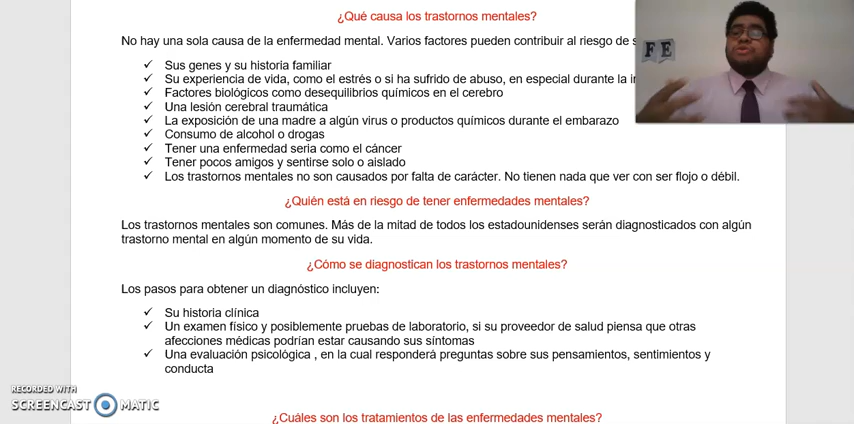 ¿Qué causa los trastornos mentales?
No hay una sola causa de la enfermedad mental. Varios factores pueden contribuir al riesgo de
✓ Sus genes y su historia familiar
✓ Su experiencia de vida, como el estrés o si ha sufrido de abuso, en especial durante la
✓ Factores biológicos como desequilibrios químicos en el cerebro
✓ Una lesión cerebral traumática
✓ La exposición de una madre a algún virus o productos químicos durante el embarazo
✓ Consumo de alcohol o drogas
✓ Tener una enfermedad seria como el cáncer
✓ Tener pocos amigos y sentirse solo o aislado
✓ Los trastornos mentales no son causados por falta de carácter. No tienen nada que ver con ser flojo o débil.
¿Quién está en riesgo de tener enfermedades mentales?
Los trastornos mentales son comunes. Más de la mitad de todos los estadounidenses serán diagnosticados con algún
trastorno mental en algún momento de su vida.
¿Cómo se diagnostican los trastornos mentales?
Los pasos para obtener un diagnóstico incluyen:
✓ Su historia clínica
✓ Un examen físico y posiblemente pruebas de laboratorio, si su proveedor de salud piensa que otras
afecciones médicas podrían estar causando sus síntomas
✓ Una evaluación psicológica , en la cual responderá preguntas sobre sus pensamientos, sentimientos y
conducta
¿Cuáles son los tratamientos de las enfermedades mentales?
FE
RECORDED WITH
SCREENCAST MATIC